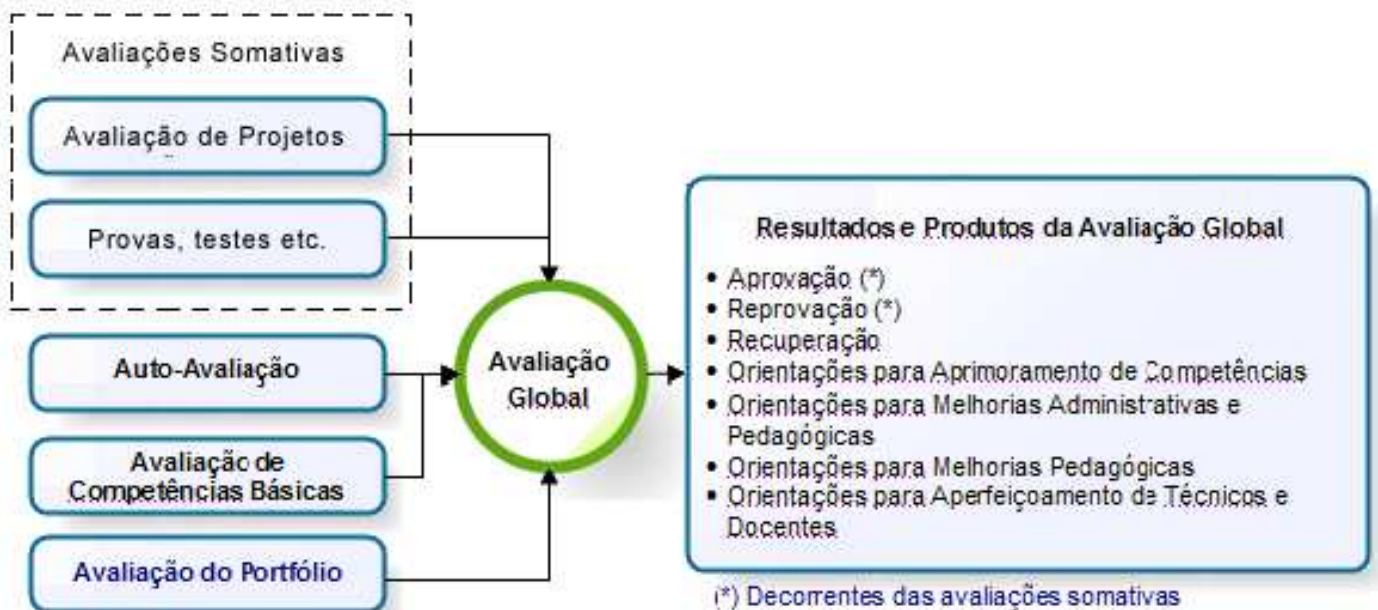 Avaliações Somativas
Avaliação de Projetos
Provas, testes etc.
Auto-Avaliação
Avaliação de
Competências Básicas
Avaliação do Portfólio
Avaliação
Global
Resultados e Produtos da Avaliação Global
• Aprovação (*)
• Reprovação (*)
• Recuperação
• Orientações para Aprimoramento de Competências
• Orientações para Melhorias Administrativas e
Pedagógicas
• Orientações para Melhorias Pedagógicas
• Orientações para Aperfeiçoamento de Técnicos e
Docentes
(*) Decorrentes das avaliações somativas